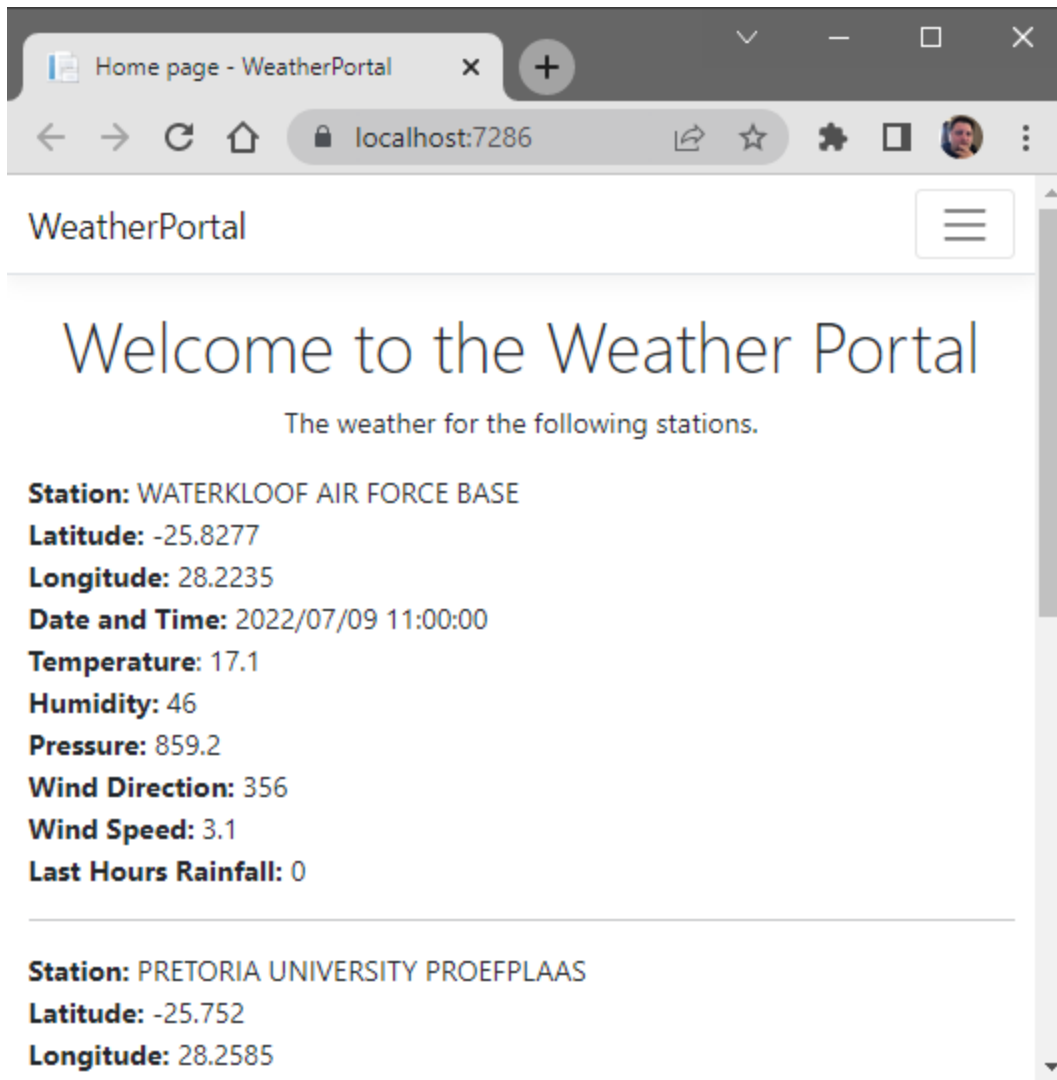 Home page - WeatherPortal
localhost:7286
WeatherPortal
Welcome to the Weather Portal
The weather for the following stations.
Station: WATERKLOOF AIR FORCE BASE
Latitude: -25.8277
Longitude: 28.2235
Date and Time: 2022/07/09 11:00:00
Temperature: 17.1
Humidity: 46
Pressure: 859.2
Wind Direction: 356
Wind Speed: 3.1
Last Hours Rainfall: 0
Station: PRETORIA UNIVERSITY PROEFPLAAS
Latitude: -25.752
Longitude: 28.2585